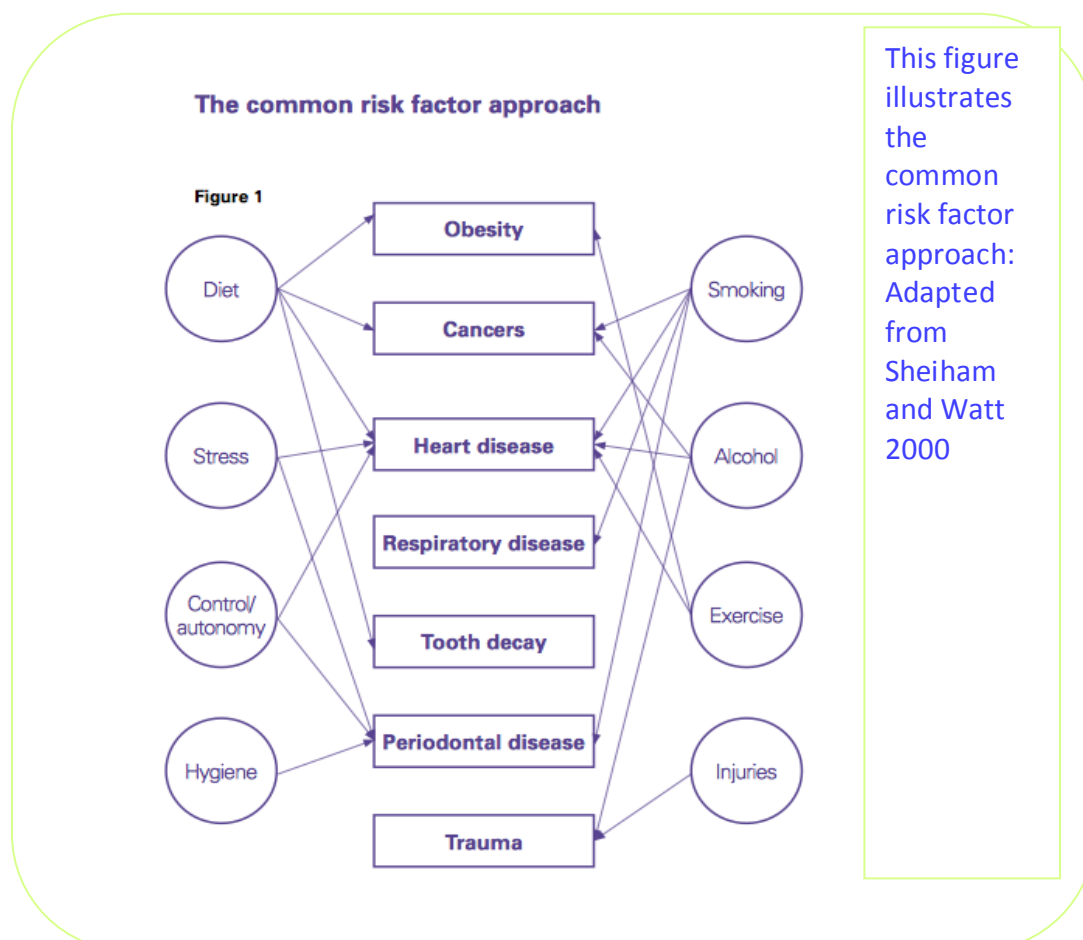 The common risk factor approach
Figure 1
Diet
Stress
Control/
autonomy
Hygiene
Obesity
Cancers
Heart disease
Respiratory disease
Tooth decay
Periodontal disease
Trauma
Smoking
Alcohol
Exercise
Injuries
This figure
illustrates
the
common
risk factor
approach:
Adapted
from
Sheiham
and Watt
2000